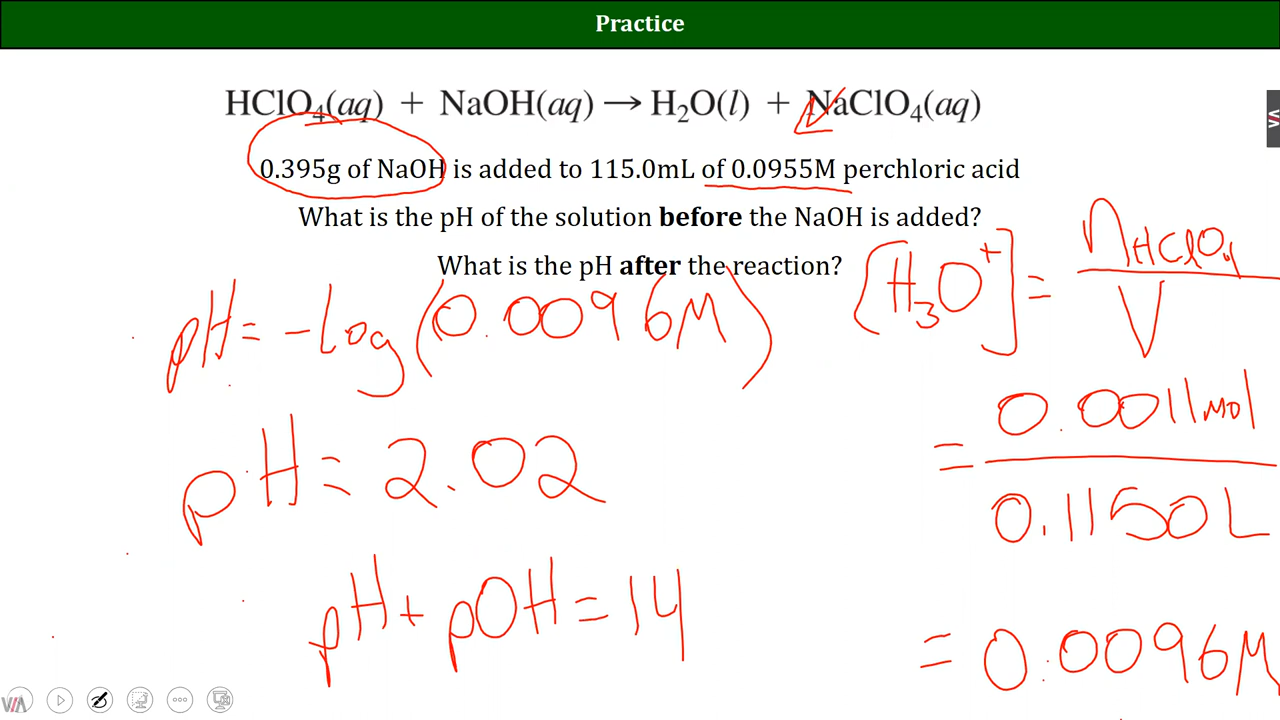 Practice
HClO₄(aq) + NaOH(aq) → H₂O(l) + NaClO₄(aq)
0.395g of NaOH is added to 115.0mL of 0.0955M perchloric acid
What is the pH of the solution before the NaOH is added?
What is the pH after the reaction?
[H₃O⁺] = nHClO₄
V
pH = -log(0.0096M)
= 0.0011mol
0.1150L
pH = 2.02
pH + pOH = 14
= 0.0096M
VIA
VIA